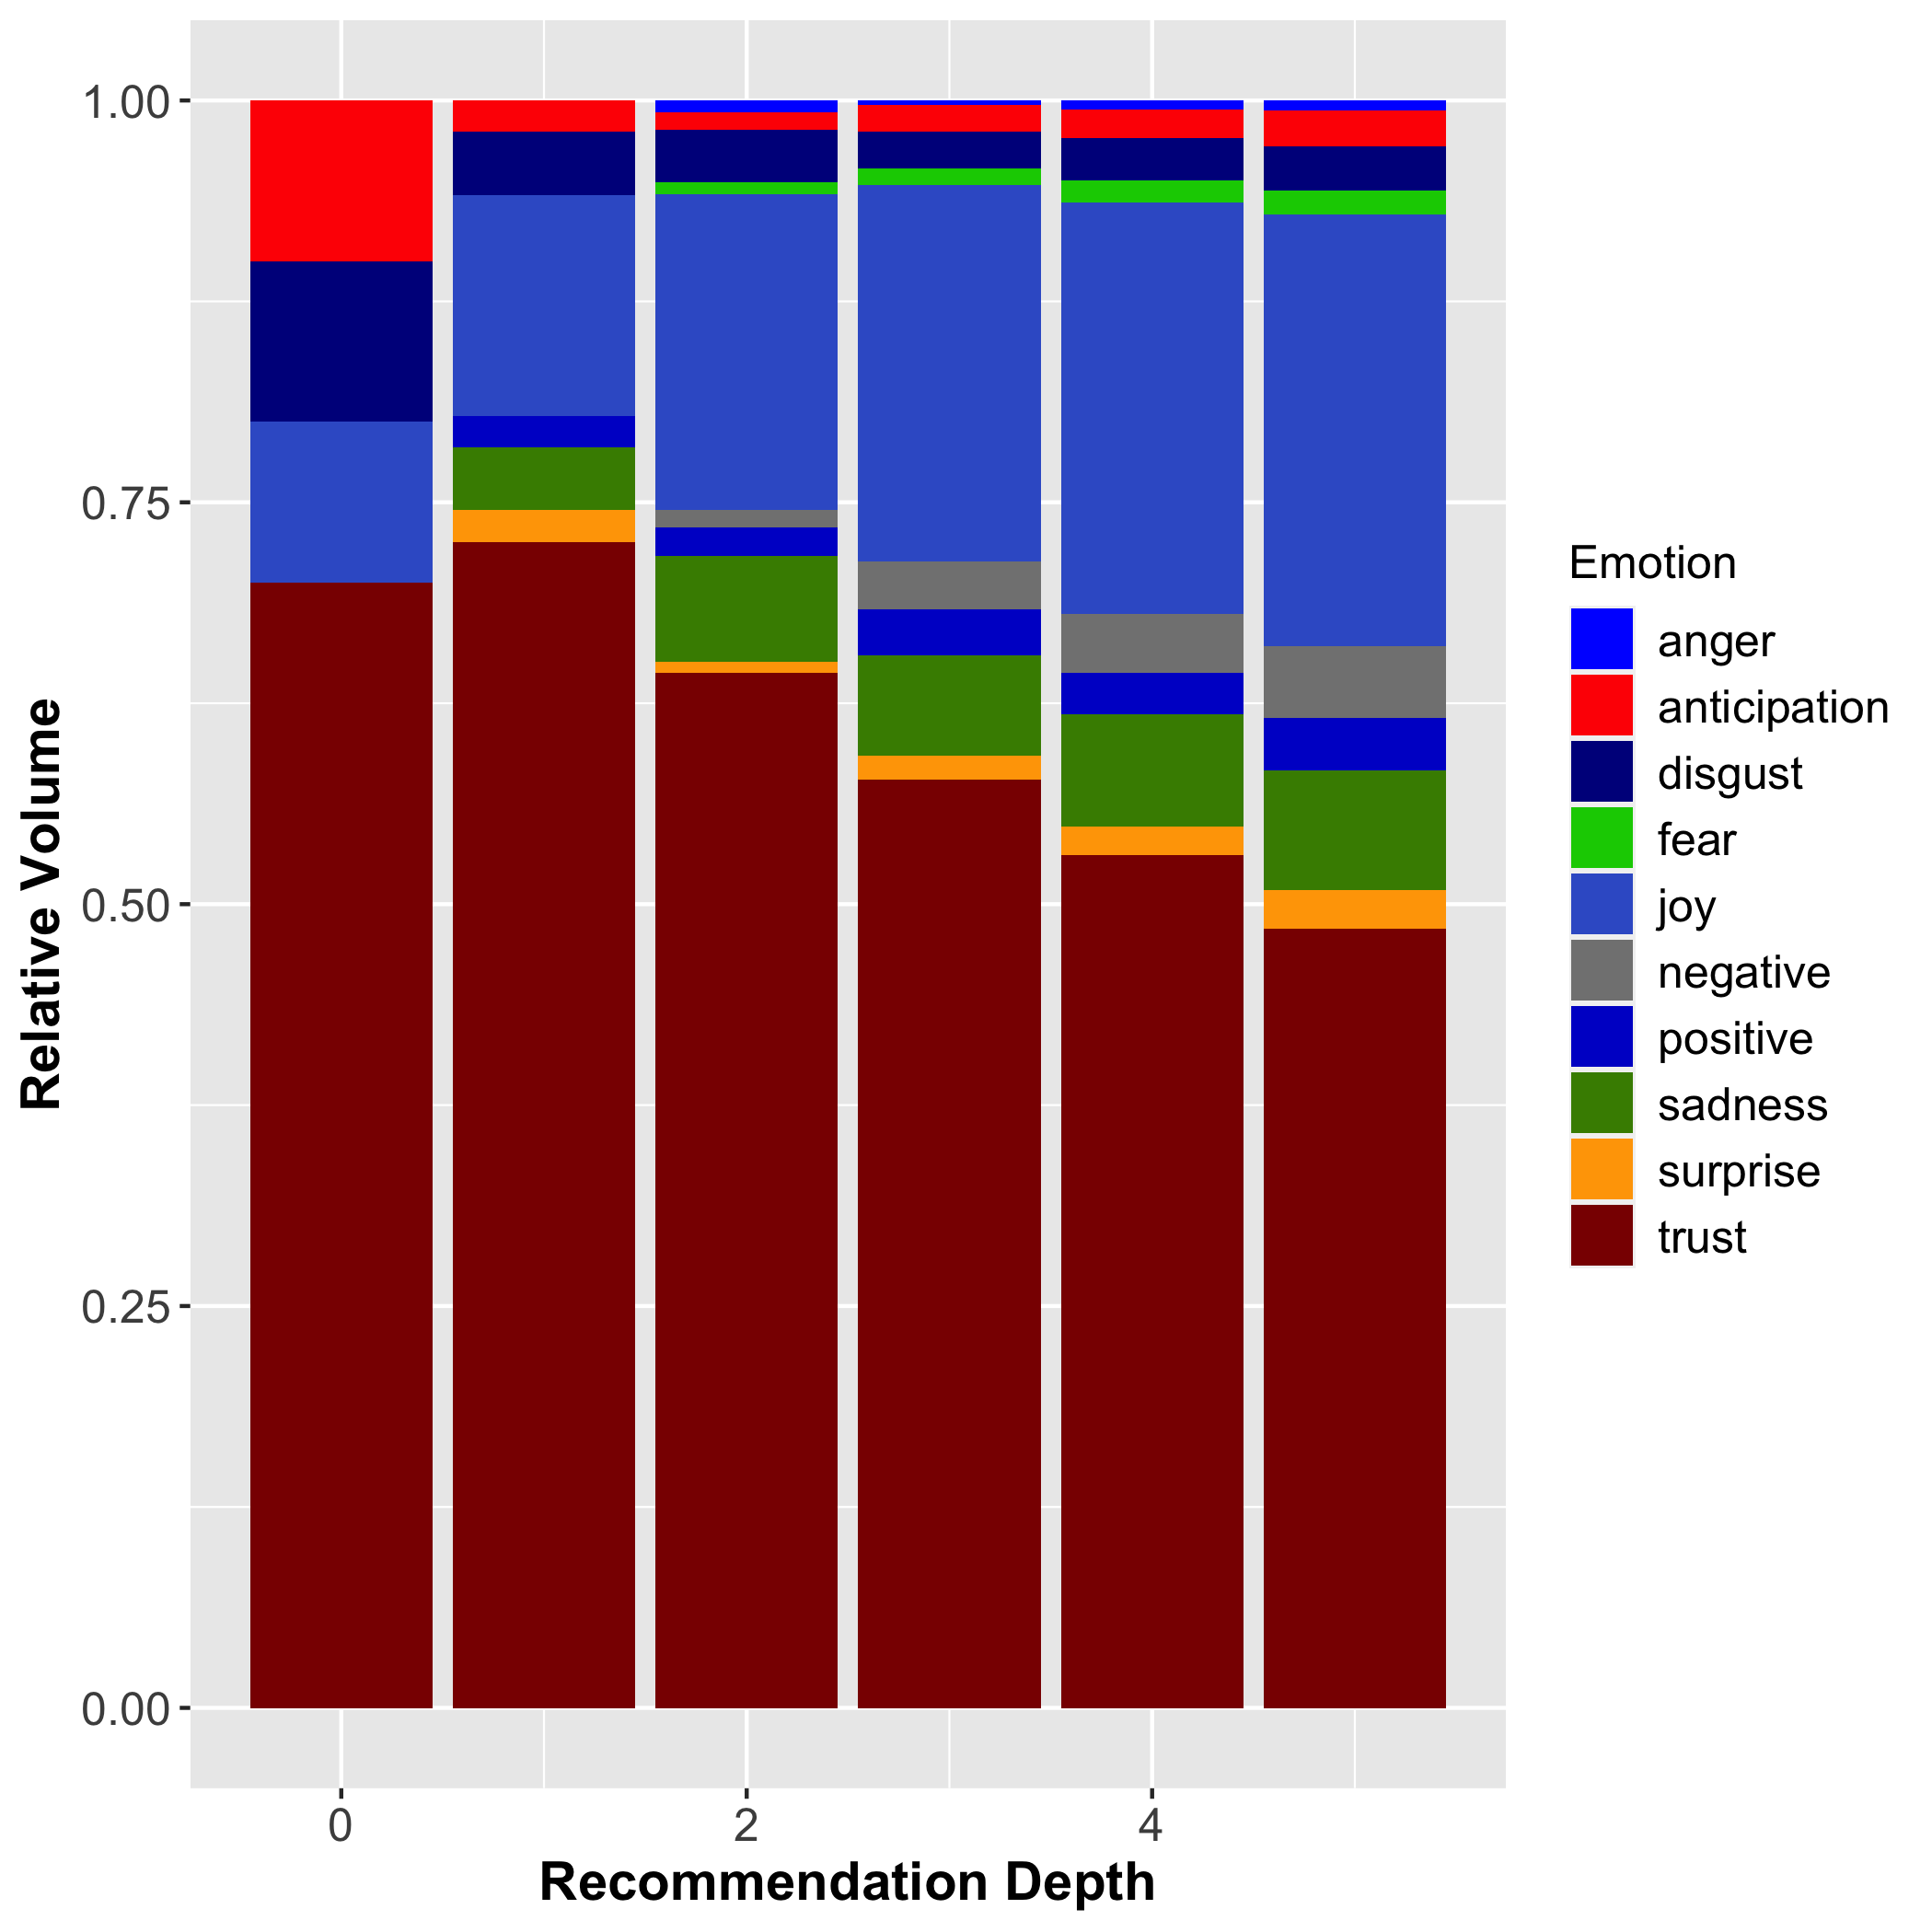 Relative Volume
1.00
0.75
0.50
0.25
0.00
0 2 4
Recommendation Depth
Emotion
anger
anticipation
disgust
fear
joy
negative
positive
sadness
surprise
trust